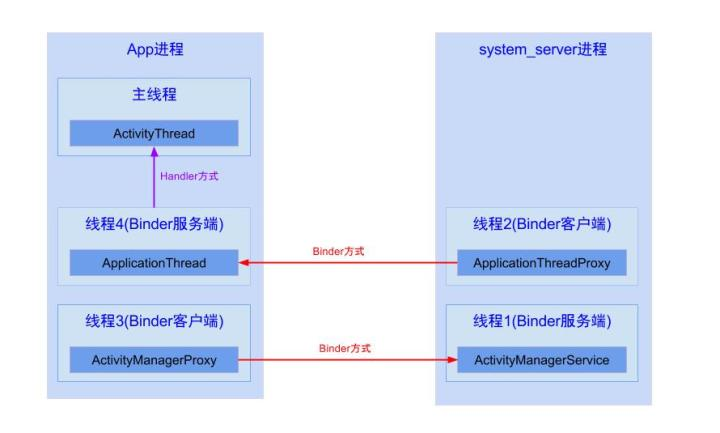 App进程
system_server进程
主线程
ActivityThread
Handler方式
线程4(Binder服务端)
线程2(Binder客户端)
Binder方式
ApplicationThread
ApplicationThreadProxy
线程3(Binder客户端)
线程1(Binder服务端)
Binder方式
ActivityManagerProxy
ActivityManagerService